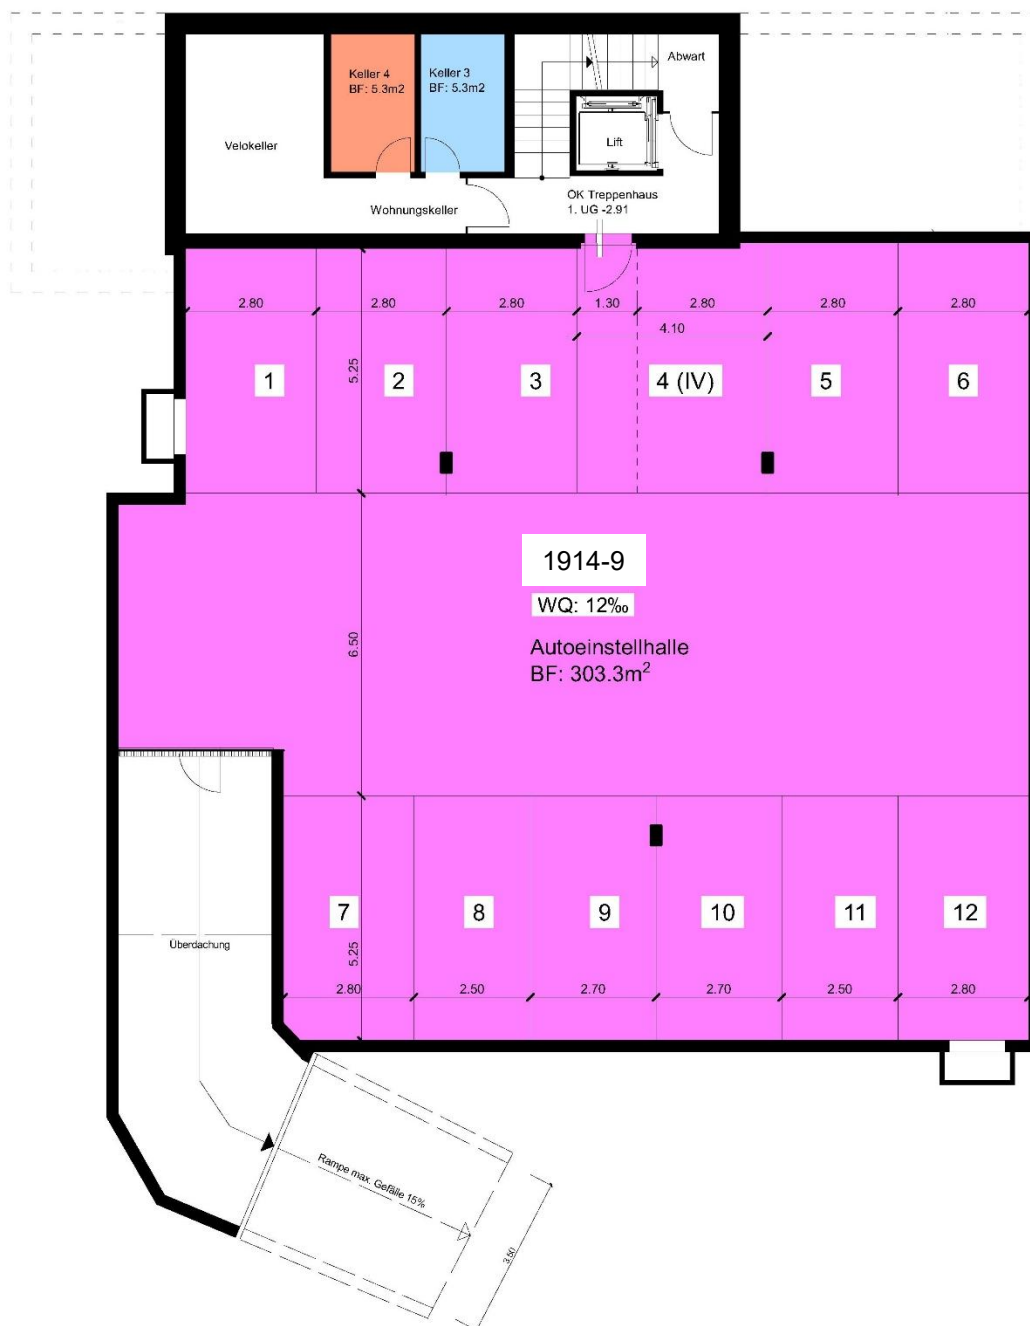 Abwart
Keller 4
BF: 5.3m2
Keller 3
BF: 5.3m2
Velokeller
Lift
Wohnungskeller
OK Treppenhaus
1. UG -2.91
2.80
2.80
2.80
1.30
2.80
2.80
2.80
4.10
5.25
1
2
3
4 (IV)
5
6
1914-9
WQ: 12‰
Autoeinstellhalle
BF: 303.3m²
6.50
7
8
9
10
11
12
5.25
Überdachung
2.80
2.50
2.70
2.70
2.50
2.80
Rampe max. Gefälle 15%
3.50